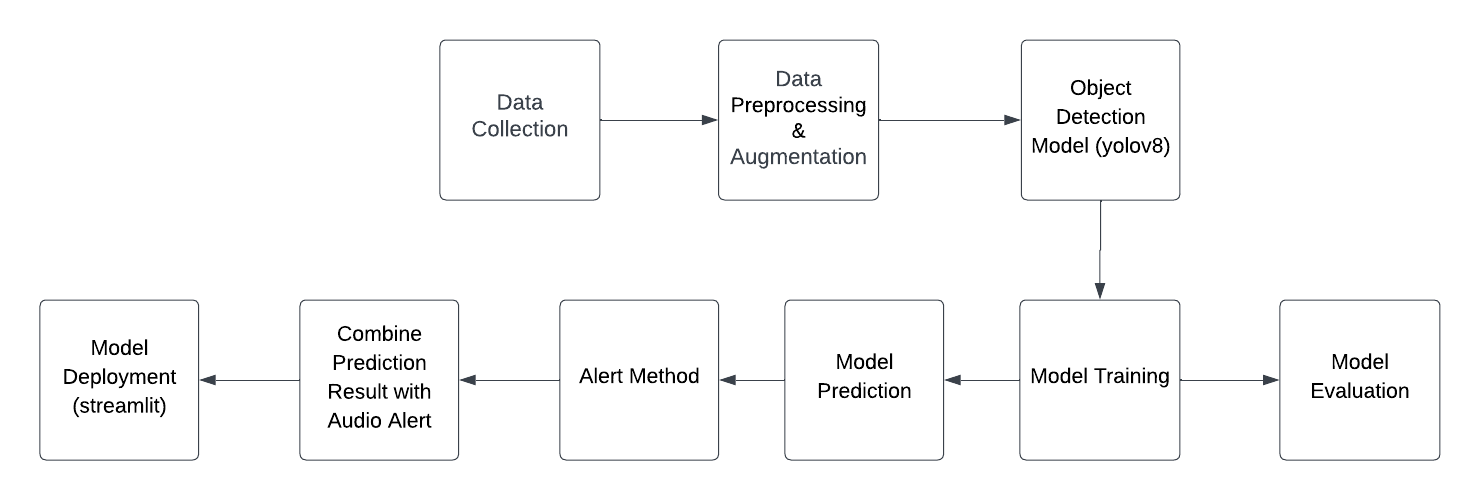 Data
Collection
Data
Preprocessing
&
Augmentation
Object
Detection
Model (yolov8)
Model
Deployment
(streamlit)
Combine
Prediction
Result with
Audio Alert
Alert Method
Model
Prediction
Model Training
Model
Evaluation